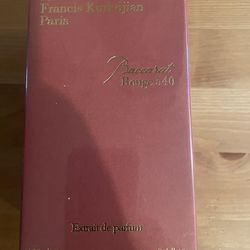 Francis Kurkdjian
Paris
Baccarat
Rouge 540
Extrait de parfum